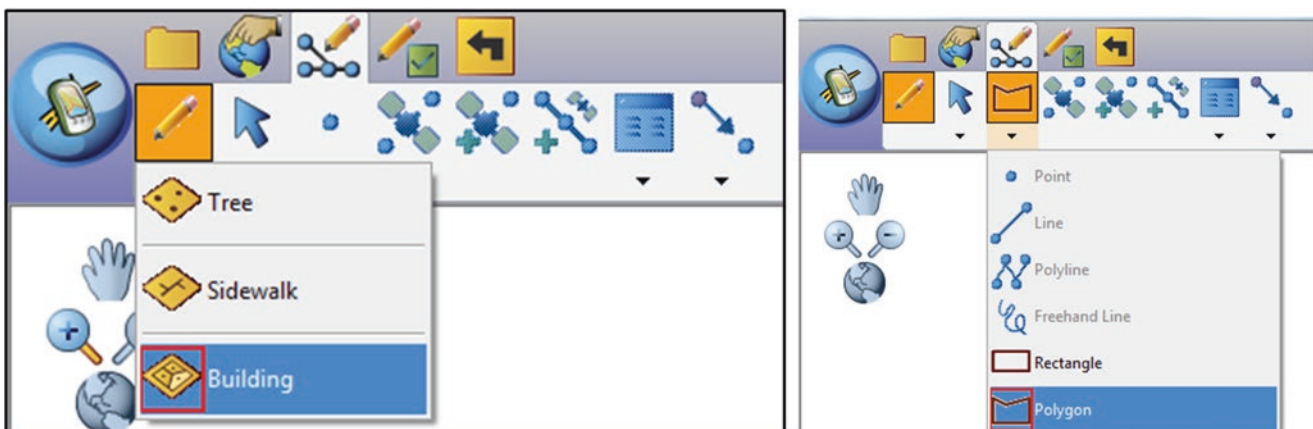 Tree
Sidewalk
Building
Point
Line
Polyline
Freehand Line
Rectangle
Polygon